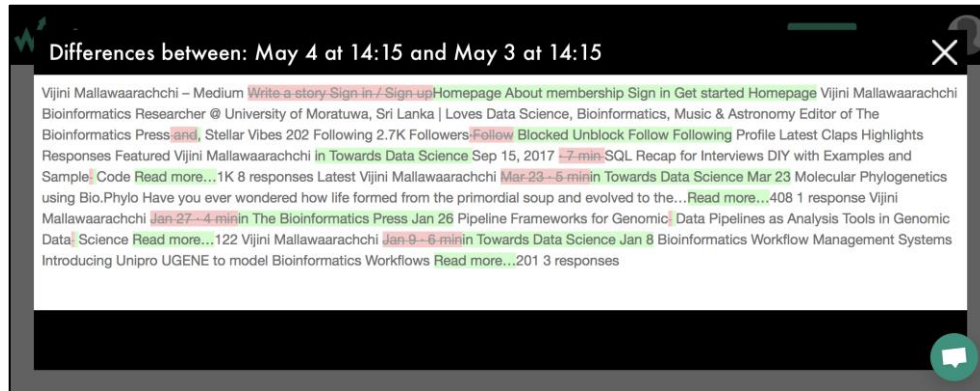 Differences between: May 4 at 14:15 and May 3 at 14:15
Vijini Mallawaarachchi – Medium Write a story Sign in / Sign upHomepage About membership Sign in Get started Homepage Vijini Mallawaarachchi
Bioinformatics Researcher @ University of Moratuwa, Sri Lanka | Loves Data Science, Bioinformatics, Music & Astronomy Editor of The
Bioinformatics Press and, Stellar Vibes 202 Following 2.7K Followers Follow Blocked Unblock Follow Following Profile Latest Claps Highlights
Responses Featured Vijini Mallawaarachchi in Towards Data Science Sep 15, 2017 · 7 min SQL Recap for Interviews DIY with Examples and
Sample Code Read more…1K 8 responses Latest Vijini Mallawaarachchi Mar 23 · 5 minin Towards Data Science Mar 23 Molecular Phylogenetics
using Bio.Phylo Have you ever wondered how life formed from the primordial soup and evolved to the…Read more…408 1 response Vijini
Mallawaarachchi Jan 27 · 4 minin The Bioinformatics Press Jan 26 Pipeline Frameworks for Genomic Data Pipelines as Analysis Tools in Genomic
Data Science Read more…122 Vijini Mallawaarachchi Jan 9 · 6 minin Towards Data Science Jan 8 Bioinformatics Workflow Management Systems
Introducing Unipro UGENE to model Bioinformatics Workflows Read more…201 3 responses